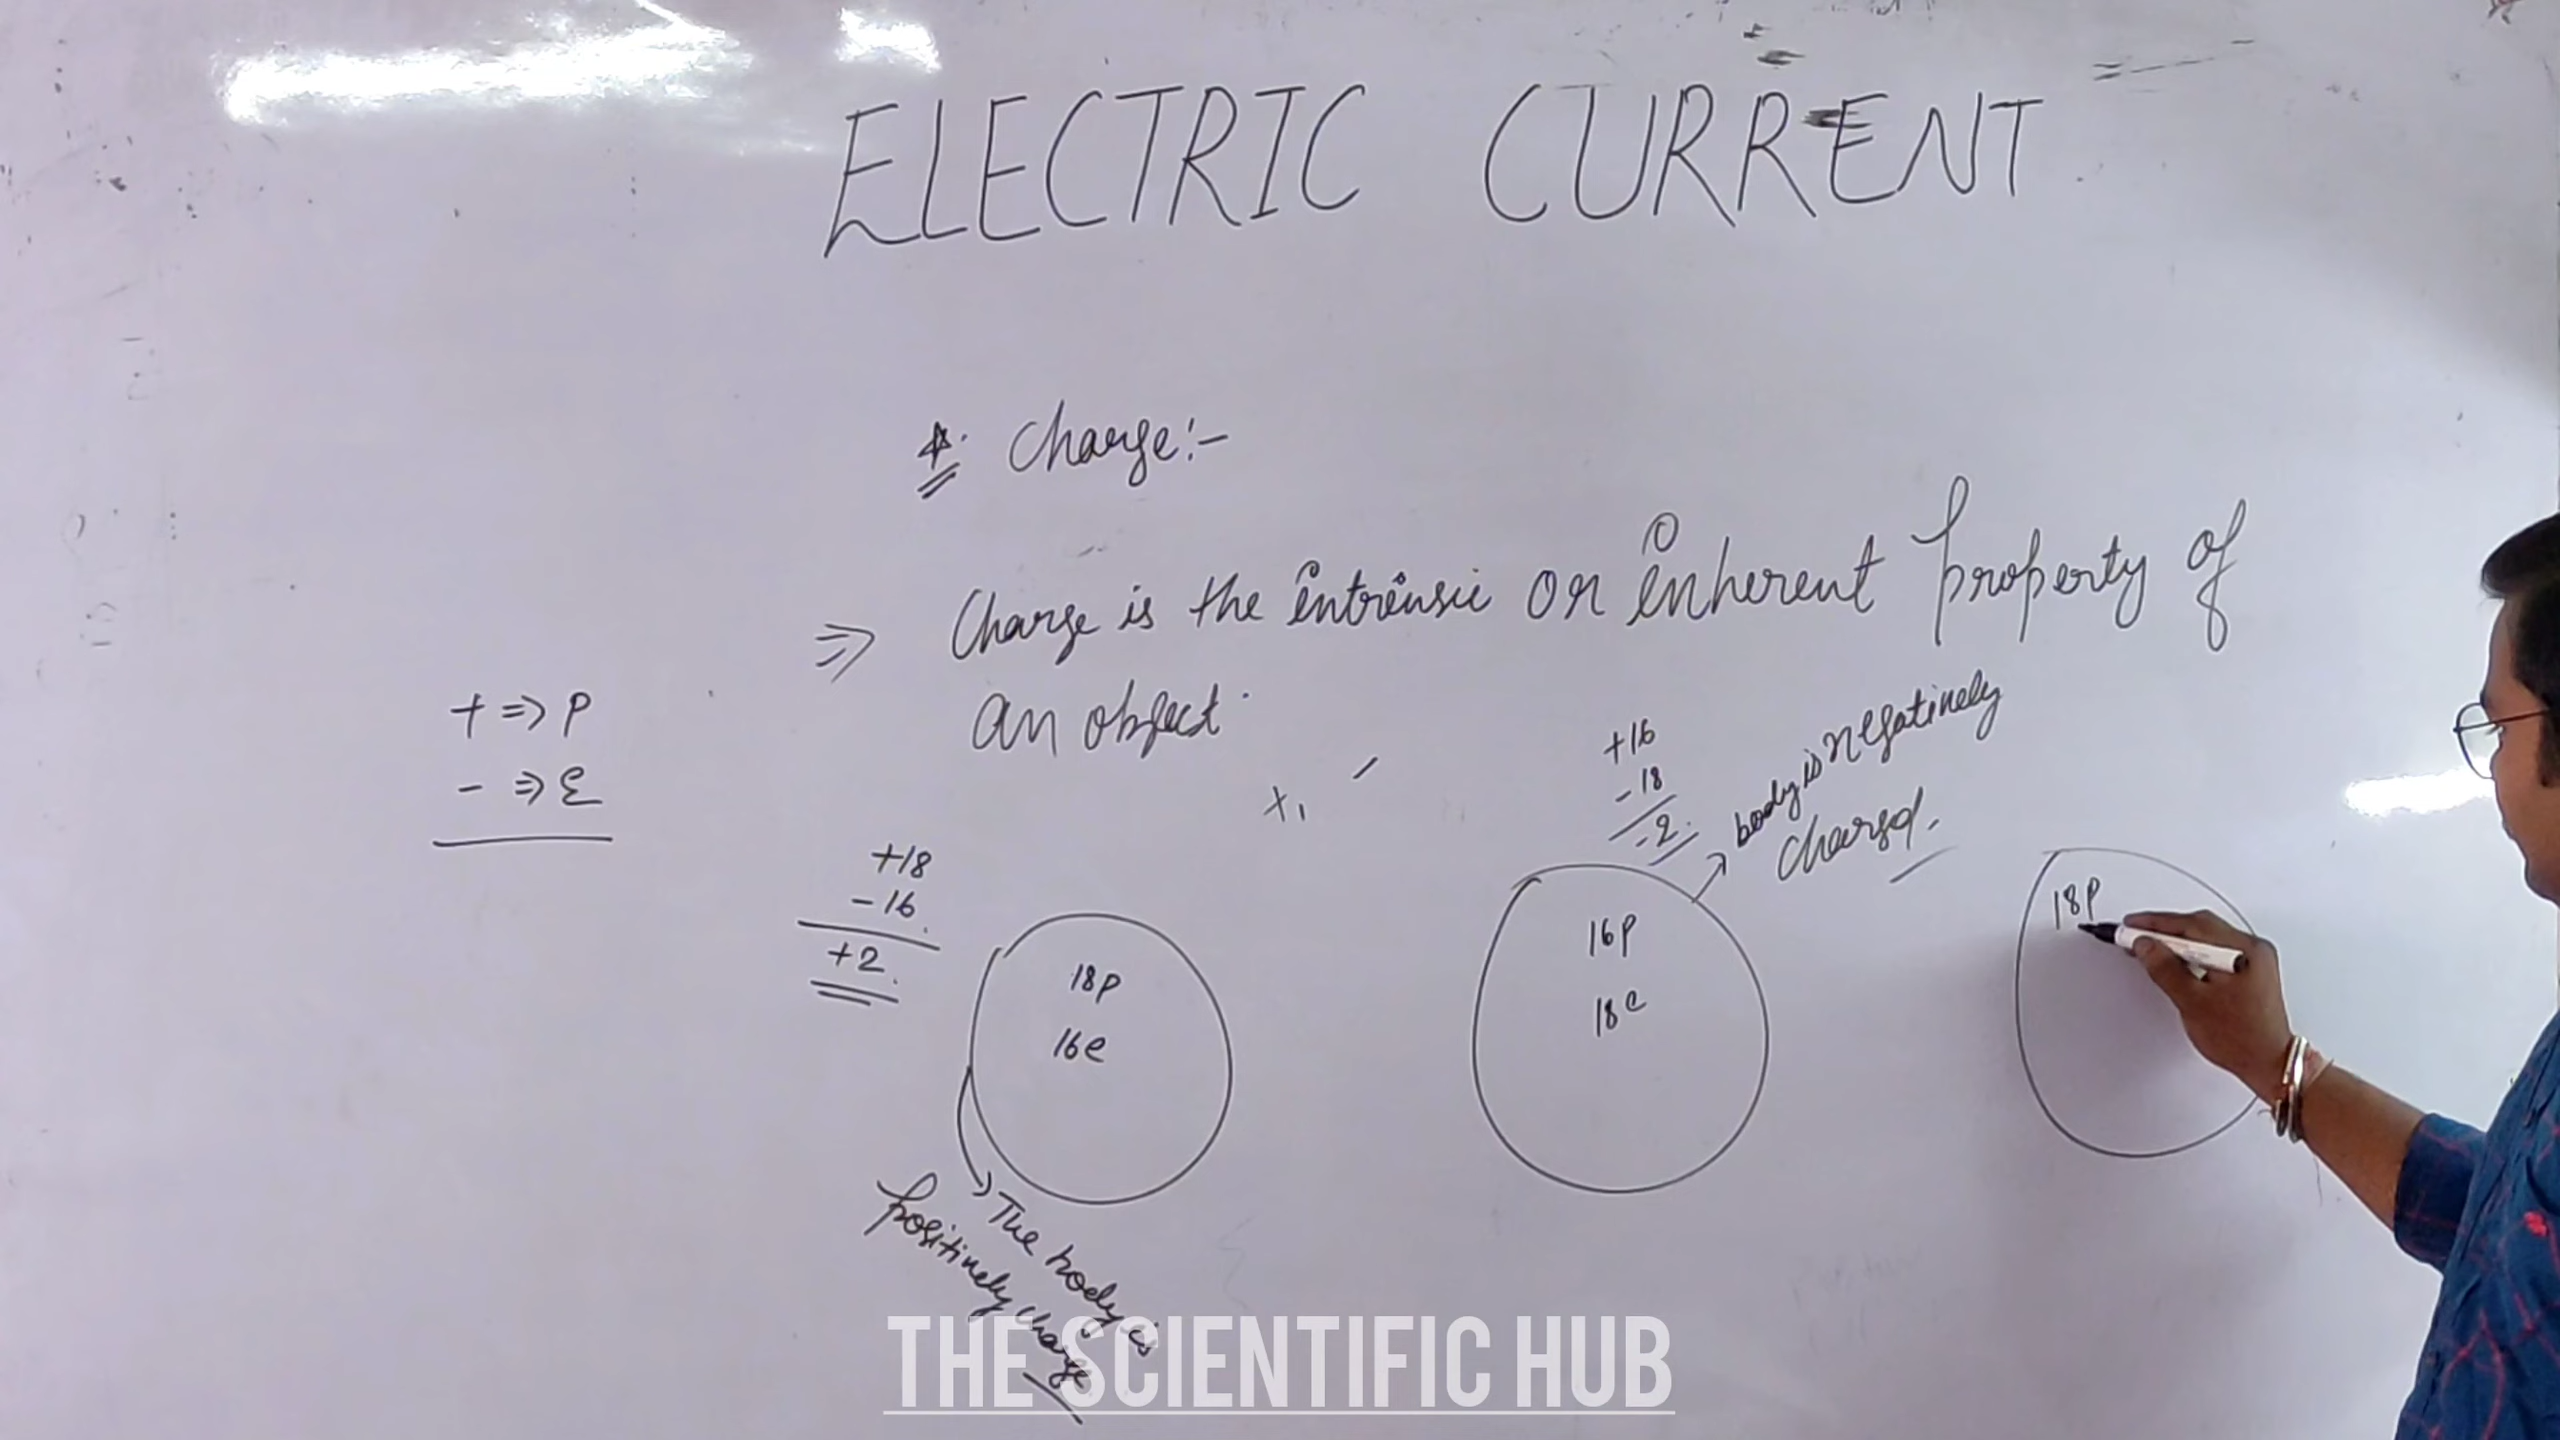 ELECTRIC CURRENT
* Charge:-
⇒ Charge is the intrinsic or inherent property of
an object.
+ ⇒ P
- ⇒ E
+, -
+18
-16
+2
18p
16e
The body is
positively charge
+16
-18
-2
body is negatively
charged.
16p
18e
18p
THE SCIENTIFIC HUB